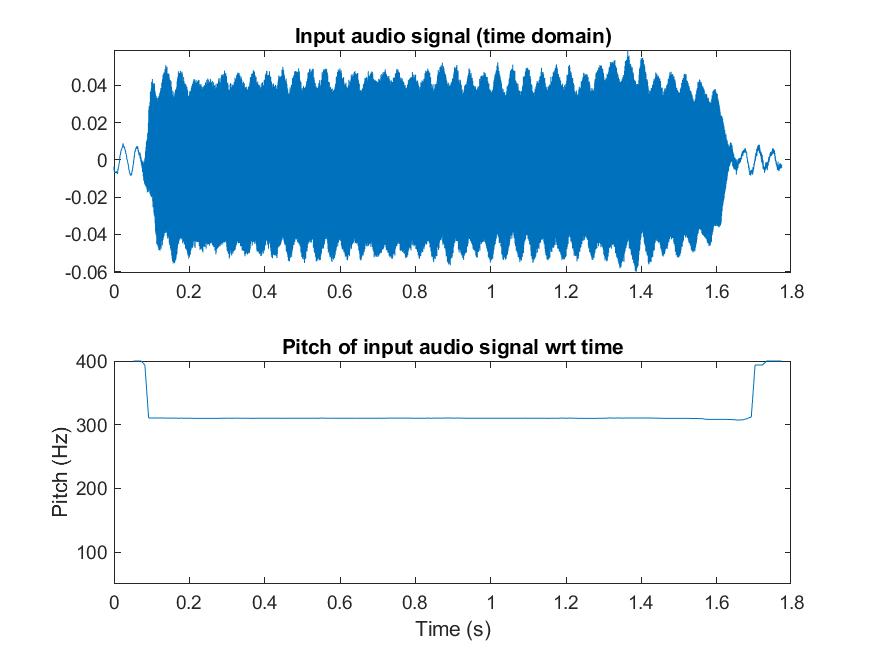 Input audio signal (time domain)
0.04
0.02
0
-0.02
-0.04
-0.06
0 0.2 0.4 0.6 0.8 1 1.2 1.4 1.6 1.8
Pitch of input audio signal wrt time
400
300
200
100
Pitch (Hz)
0 0.2 0.4 0.6 0.8 1 1.2 1.4 1.6 1.8
Time (s)